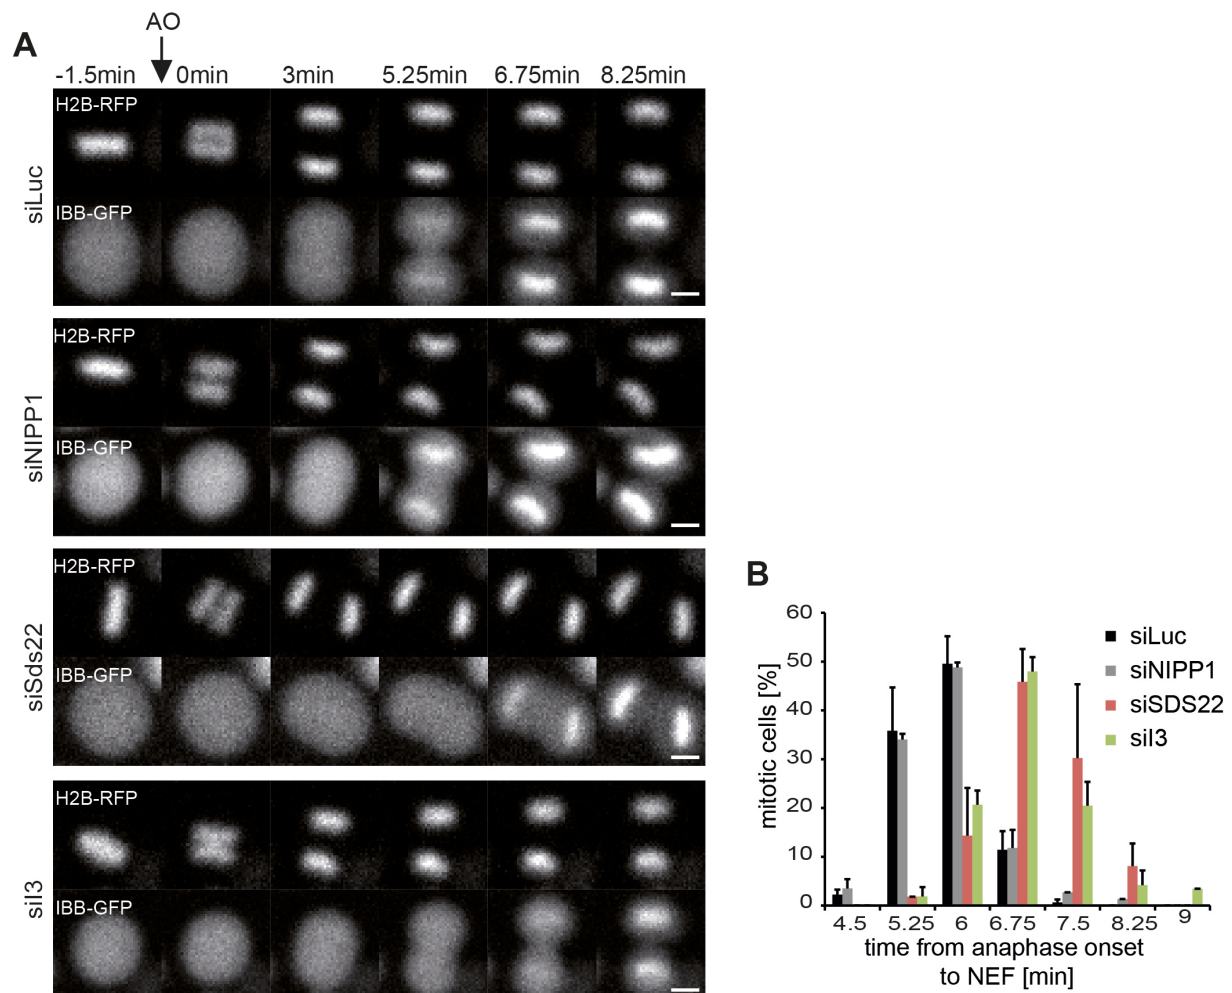 A
AO
-1.5min 0min 3min 5.25min 6.75min 8.25min
siLuc
H2B-RFP
IBB-GFP
siNIPP1
H2B-RFP
IBB-GFP
siSds22
H2B-RFP
IBB-GFP
siI3
H2B-RFP
IBB-GFP
B
mitotic cells [%]
60
50
40
30
20
10
0
siLuc
siNIPP1
siSDS22
siI3
4.5 5.25 6 6.75 7.5 8.25 9
time from anaphase onset
to NEF [min]